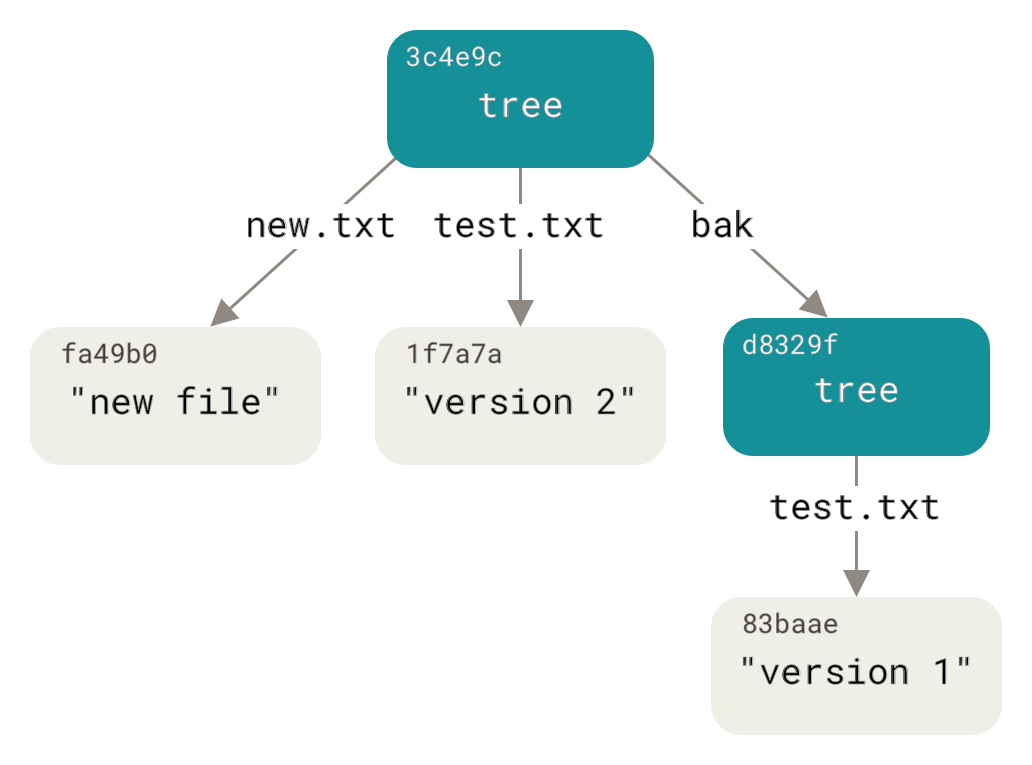 3c4e9c
tree
new.txt
test.txt
bak
fa49b0
"new file"
1f7a7a
"version 2"
d8329f
tree
test.txt
83baae
"version 1"